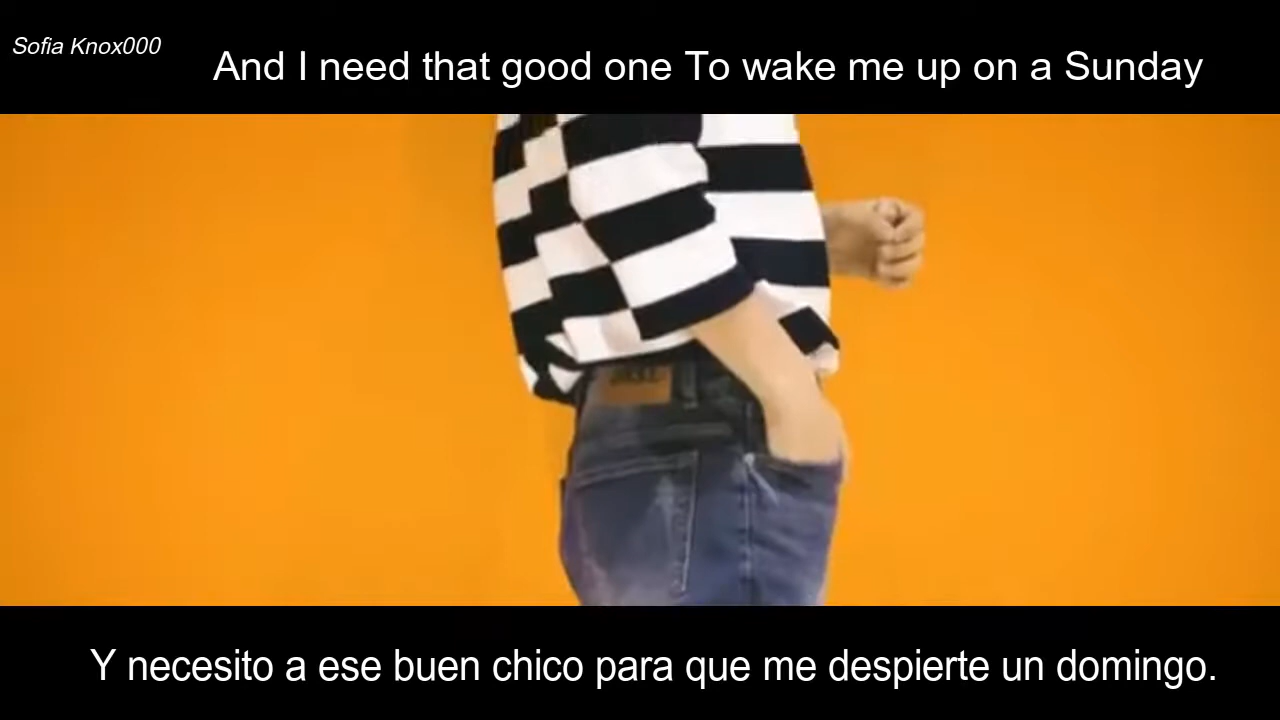 Sofia Knox000
And I need that good one To wake me up on a Sunday
Y necesito a ese buen chico para que me despierte un domingo.